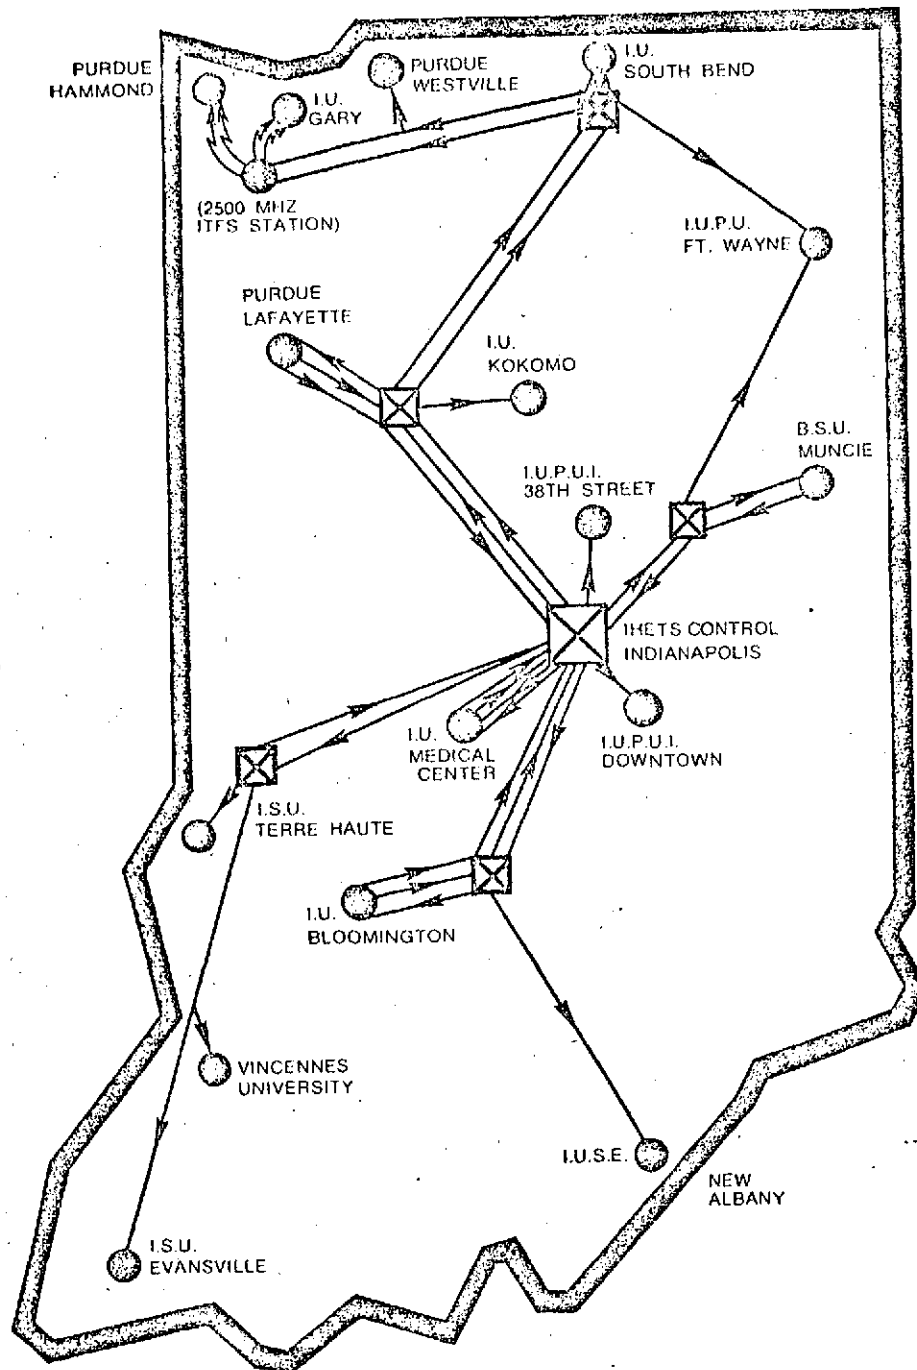 PURDUE
HAMMOND
I.U.
GARY
PURDUE
WESTVILLE
I.U.
SOUTH BEND
(2500 MHZ
ITFS STATION)
I.U.P.U.
FT. WAYNE
PURDUE
LAFAYETTE
I.U.
KOKOMO
I.U.P.U.I.
38TH STREET
B.S.U.
MUNCIE
IHETS CONTROL
INDIANAPOLIS
I.U.
MEDICAL
CENTER
I.U.P.U.I.
DOWNTOWN
I.S.U.
TERRE HAUTE
I.U.
BLOOMINGTON
VINCENNES
UNIVERSITY
I.U.S.E.
NEW
ALBANY
I.S.U.
EVANSVILLE